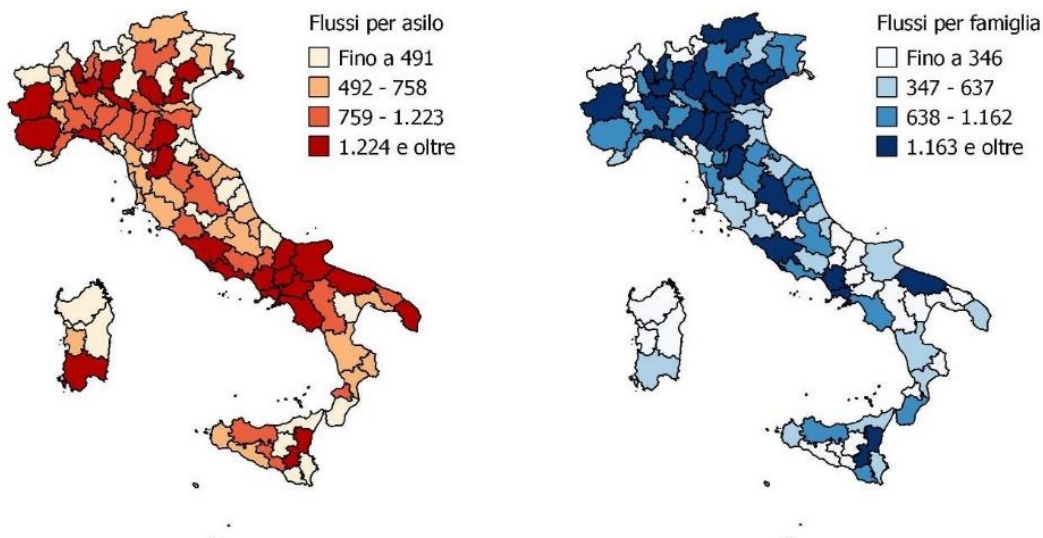 Flussi per asilo
Fino a 491
492 - 758
759 - 1.223
1.224 e oltre
Flussi per famiglia
Fino a 346
347 - 637
638 - 1.162
1.163 e oltre